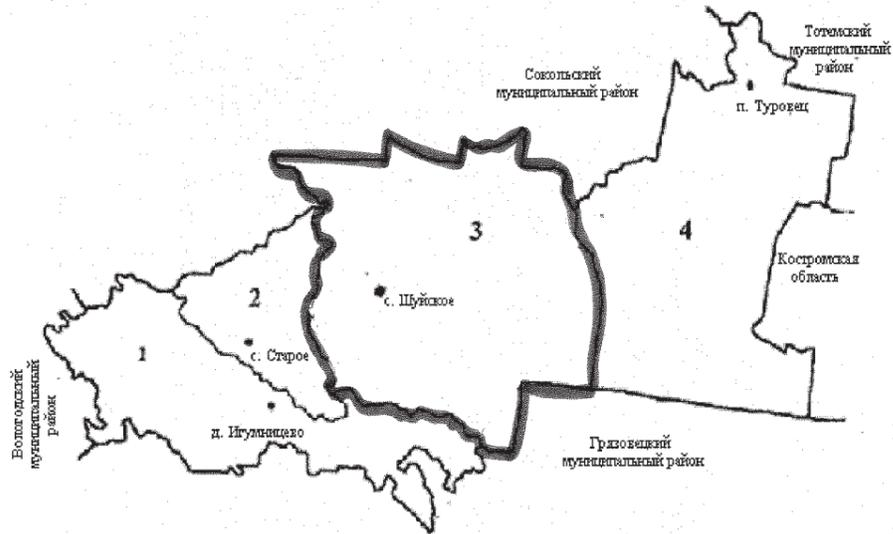 Тотемский
муниципальный
район
Сокольский
муниципальный район
п. Туровец
3
4
Костромская
область
2
с. Шуйское
1
с. Старое
Вологодский
муниципальный
район
д. Игумницево
Грязовецкий
муниципальный район